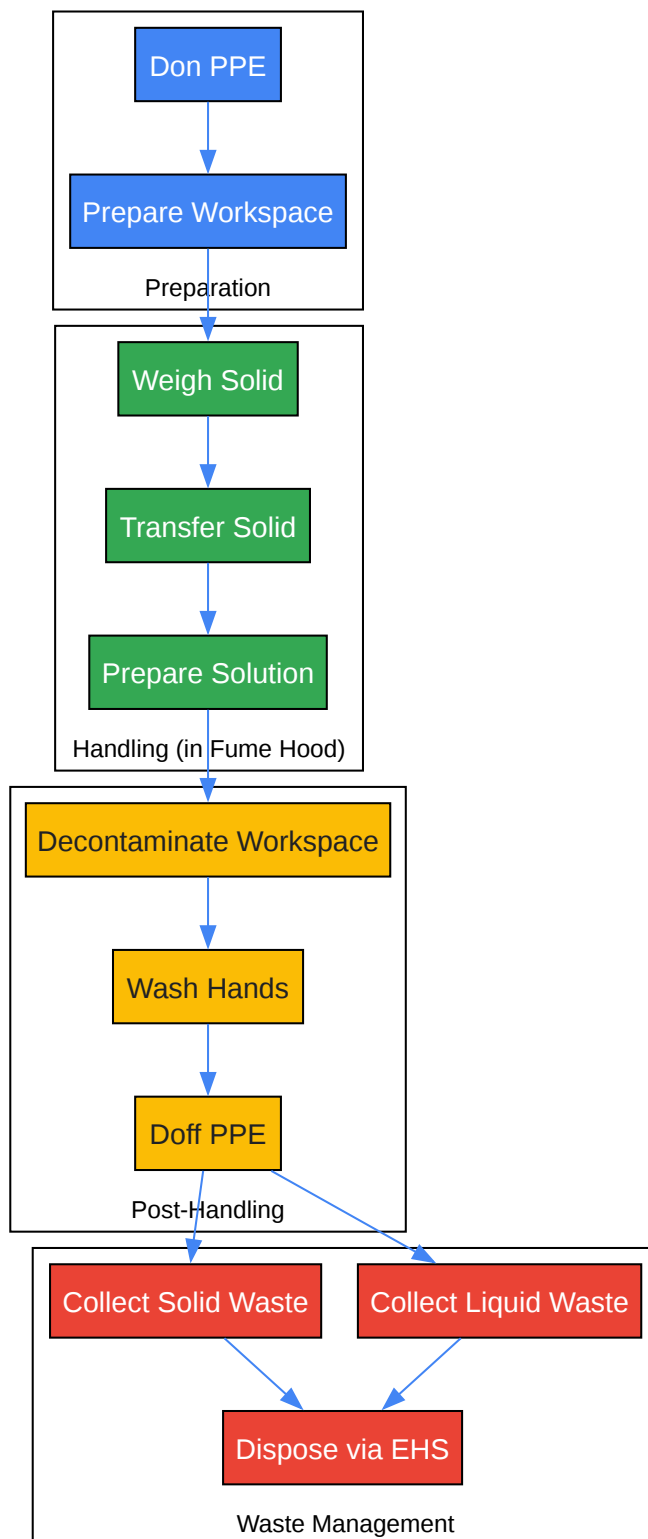 Don PPE
Prepare Workspace
Preparation
Weigh Solid
Transfer Solid
Prepare Solution
Handling (in Fume Hood)
Decontaminate Workspace
Wash Hands
Doff PPE
Post-Handling
Collect Solid Waste
Collect Liquid Waste
Dispose via EHS
Waste Management